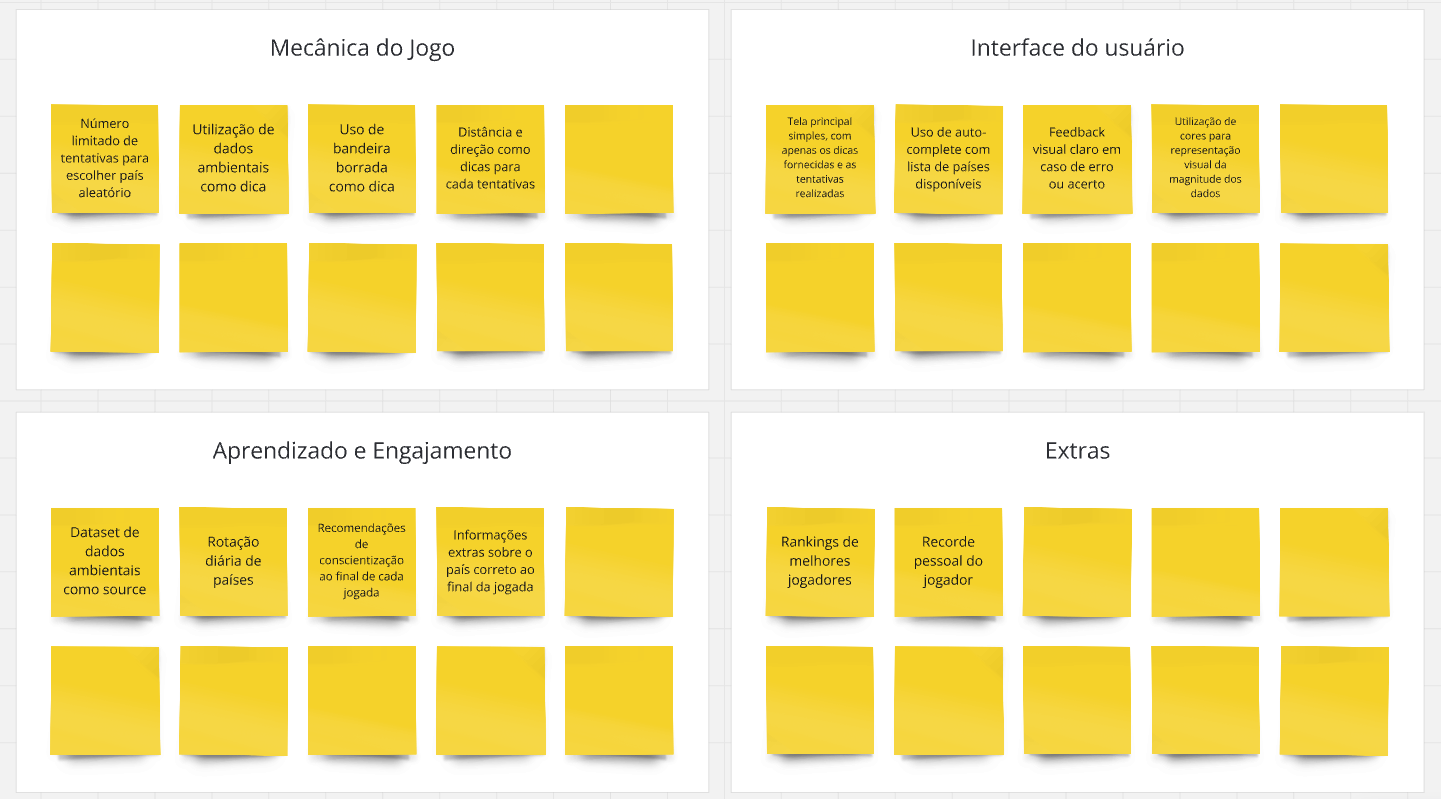 Mecânica do Jogo
Número
limitado de
tentativas para
escolher país
aleatório
Utilização de
dados
ambientais
como dica
Uso de
bandeira
borrada
como dica
Distância e
direção como
dicas para
cada tentativas
Interface do usuário
Tela principal
simples, com
apenas os dicas
fornecidas e as
tentativas
realizadas
Uso de auto-
complete com
lista de países
disponíveis
Feedback
visual claro em
caso de erro
ou acerto
Utilização de
cores para
representação
visual da
magnitude dos
dados
Aprendizado e Engajamento
Dataset de
dados
ambientais
como source
Rotação
diária de
países
Recomendações
de
conscientização
ao final de cada
jogada
Informações
extras sobre o
país correto ao
final da jogada
Extras
Rankings de
melhores
jogadores
Recorde
pessoal do
jogador